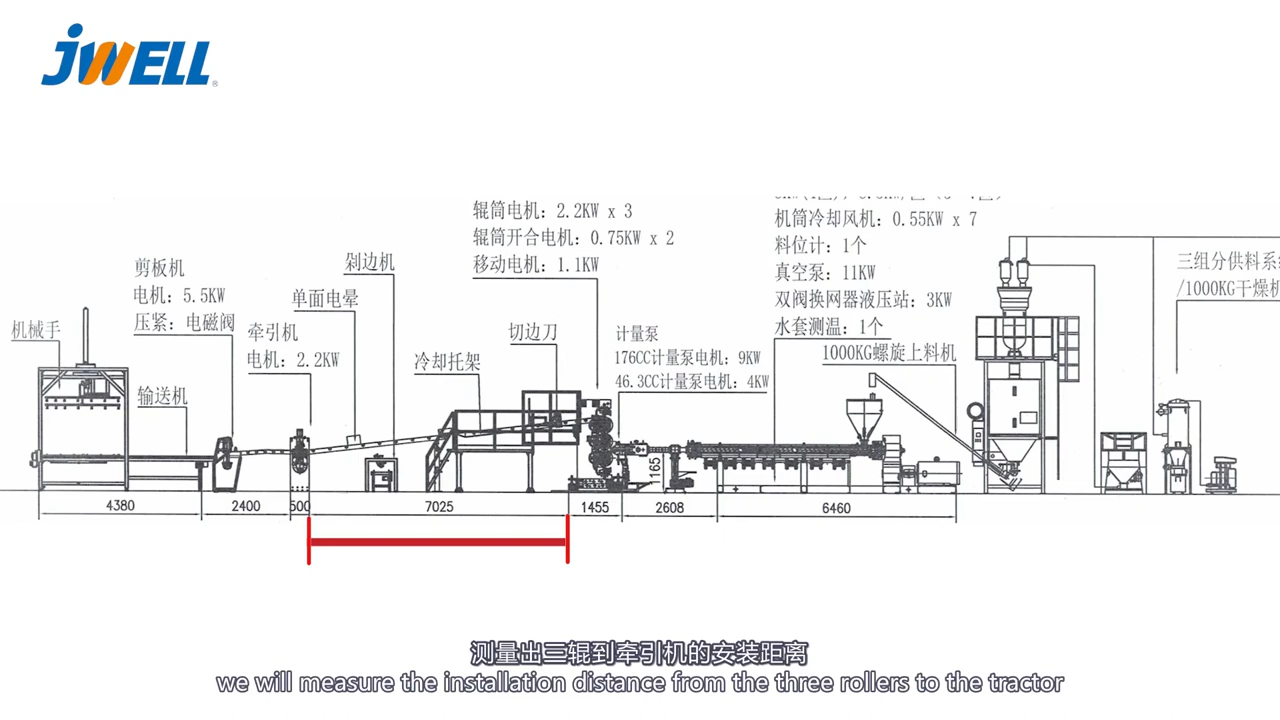 JWELL
辊筒电机: 2.2KW x 3
辊筒开合电机: 0.75KW x 2
移动电机: 1.1KW
机筒冷却风机: 0.55KW x 7
料位计: 1个
真空泵: 11KW
双阀换网器液压站: 3KW
水套测温: 1个
三组分供料系统
/1000KG干燥机
剪板机
电机: 5.5KW
压紧: 电磁阀
剁边机
单面电晕
机械手
牵引机
电机: 2.2KW
切边刀
计量泵
176CC计量泵电机: 9KW
46.3CC计量泵电机: 4KW
1000KG螺旋上料机
冷却托架
输送机
1165
4380
2400
500
7025
1455
2608
6460
测量出三辊到牵引机的安装距离
we will measure the installation distance from the three rollers to the tractor